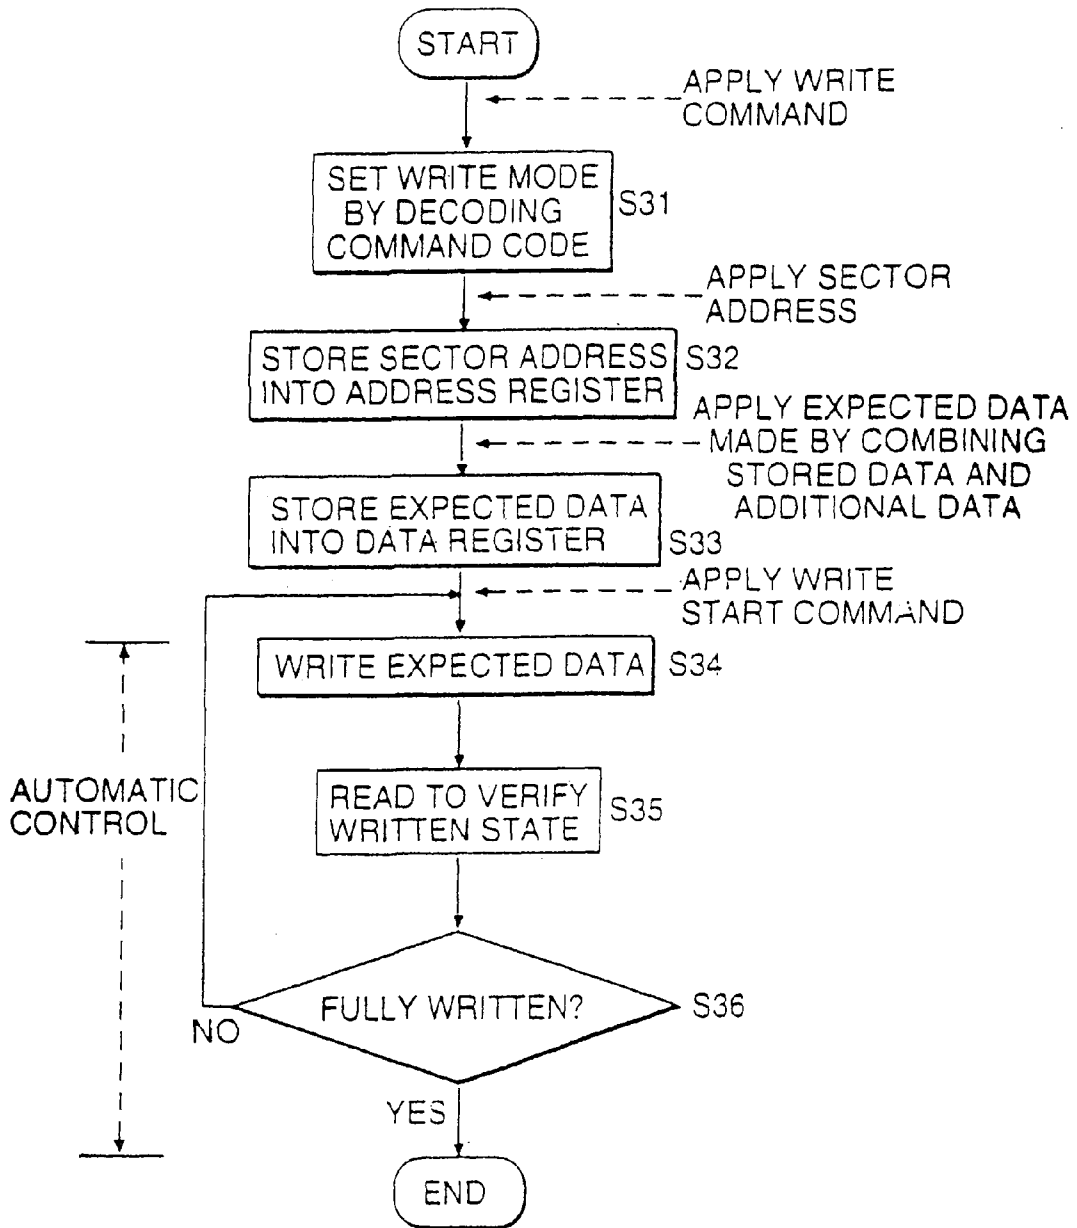 START
APPLY WRITE
COMMAND
SET WRITE MODE
BY DECODING
COMMAND CODE
S31
APPLY SECTOR
ADDRESS
STORE SECTOR ADDRESS
INTO ADDRESS REGISTER
S32
APPLY EXPECTED DATA
MADE BY COMBINING
STORED DATA AND
ADDITIONAL DATA
STORE EXPECTED DATA
INTO DATA REGISTER
S33
APPLY WRITE
START COMMAND
WRITE EXPECTED DATA
S34
AUTOMATIC
CONTROL
READ TO VERIFY
WRITTEN STATE
S35
FULLY WRITTEN?
S36
NO
YES
END